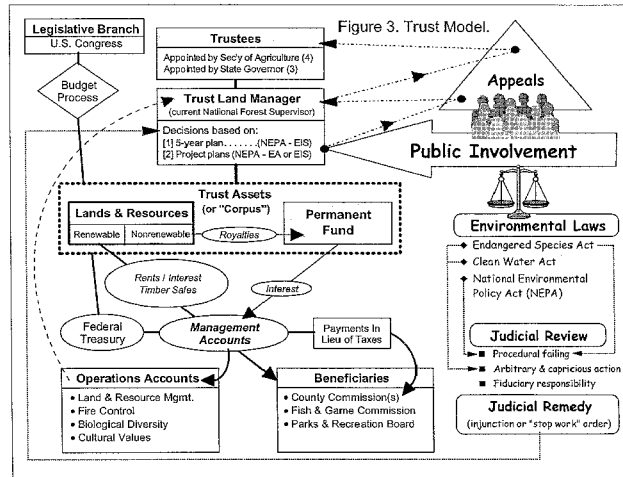 Legislative Branch
U.S. Congress
Budget
Process
Figure 3. Trust Model.
Trustees
Appointed by Sec'y of Agriculture (4)
Appointed by State Governor (3)
Trust Land Manager
(current National Forest Supervisor)
Decisions based on:
[1] 5-year plan.......(NEPA - EIS)
[2] Project plans (NEPA - EA or EIS)
Appeals
Public Involvement
Trust Assets
(or "Corpus")
Lands & Resources
Renewable
Nonrenewable
Royalties
Permanent
Fund
Rents / Interest
Timber Sales
Interest
Federal
Treasury
Management
Accounts
Payments In
Lieu of Taxes
Operations Accounts
• Land & Resource Mgmt.
• Fire Control
• Biological Diversity
• Cultural Values
Beneficiaries
• County Commission(s)
• Fish & Game Commission
• Parks & Recreation Board
Environmental Laws
◆ Endangered Species Act
◆ Clean Water Act
◆ National Environmental
Policy Act (NEPA)
Judicial Review
■ Procedural failing
■ Arbitrary & capricious action
■ Fiduciary responsibility
Judicial Remedy
(injunction or "stop work" order)